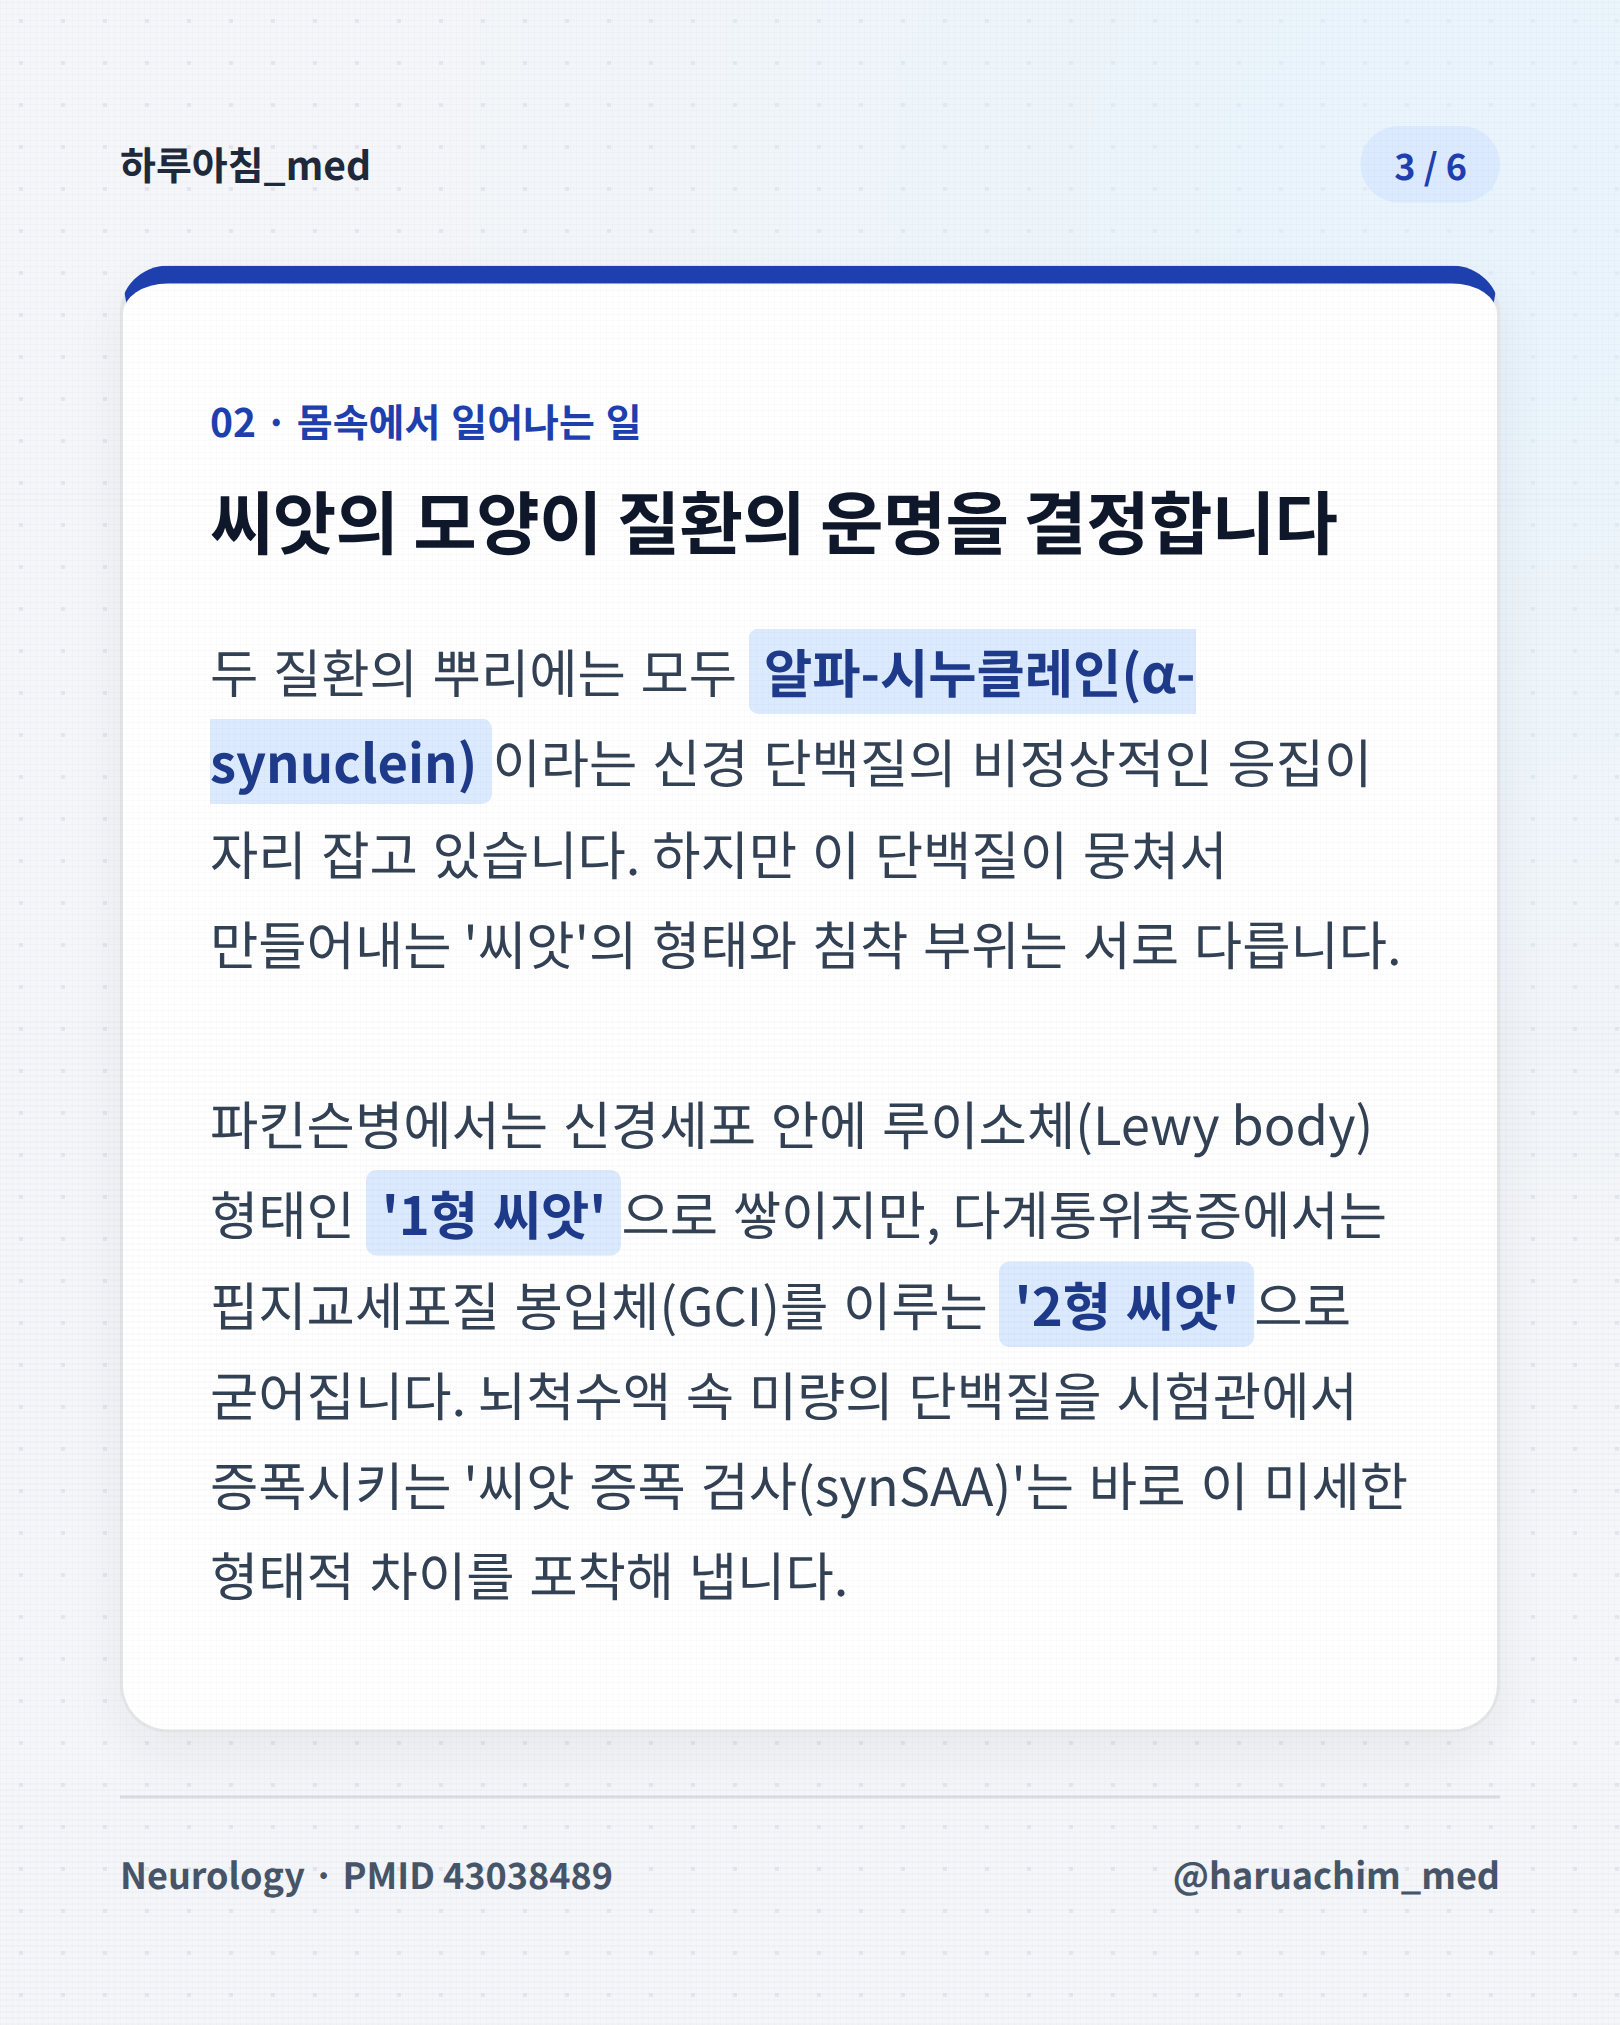 하루아침_med
3 / 6
02 · 몸속에서 일어나는 일
씨앗의 모양이 질환의 운명을 결정합니다
두 질환의 뿌리에는 모두 알파-시누클레인(α-
synuclein)이라는 신경 단백질의 비정상적인 응집이
자리 잡고 있습니다. 하지만 이 단백질이 뭉쳐서
만들어내는 '씨앗'의 형태와 침착 부위는 서로 다릅니다.
파킨슨병에서는 신경세포 안에 루이소체(Lewy body)
형태인 '1형 씨앗'으로 쌓이지만, 다계통위축증에서는
핍지교세포질 봉입체(GCI)를 이루는 '2형 씨앗'으로
굳어집니다. 뇌척수액 속 미량의 단백질을 시험관에서
증폭시키는 '씨앗 증폭 검사(synSAA)'는 바로 이 미세한
형태적 차이를 포착해 냅니다.
Neurology · PMID 43038489
@haruachim_med